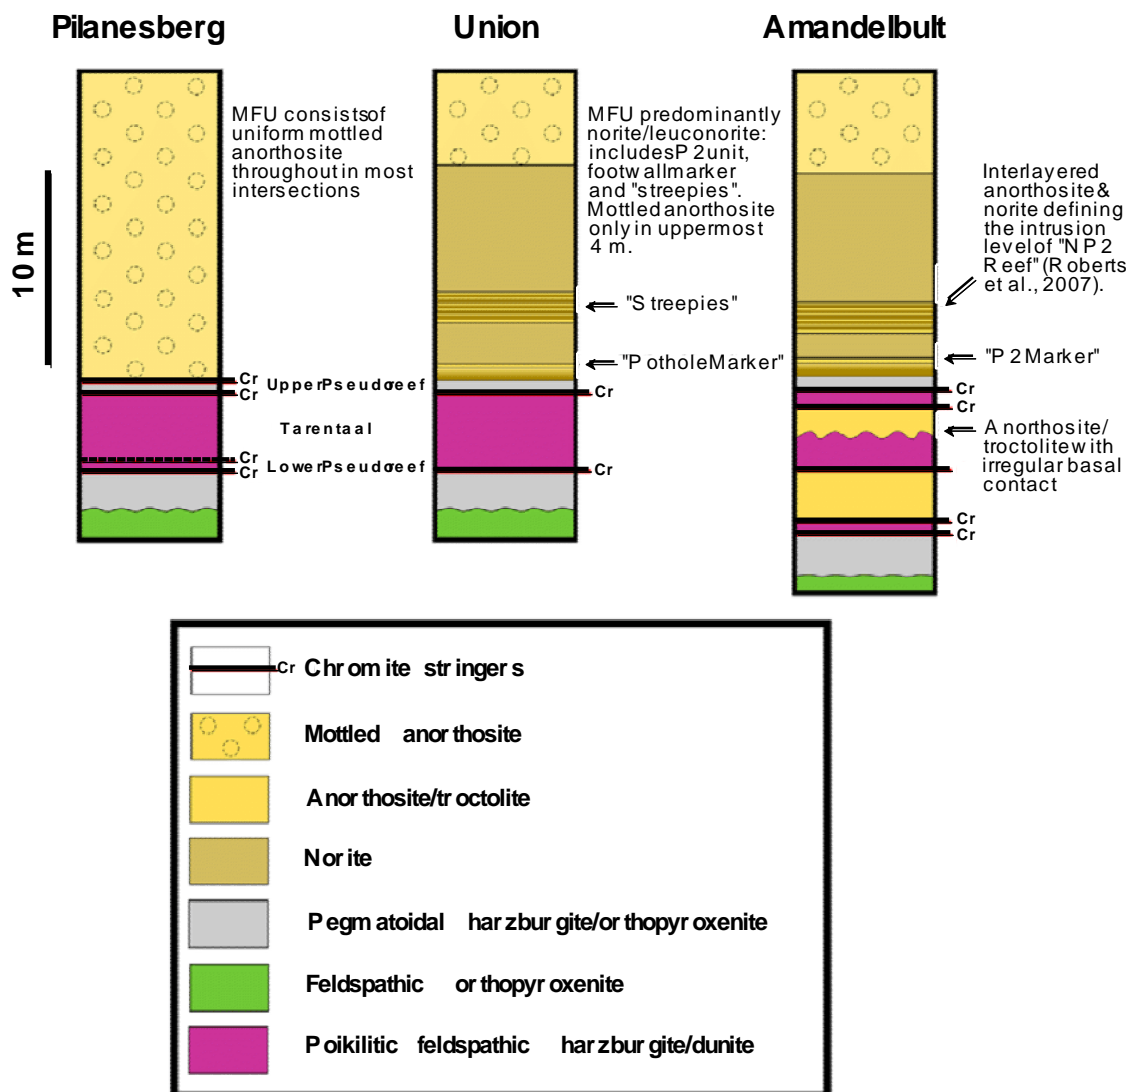 Pilanesberg
Union
Amandelbult
MFU consists of
uniform mottled
anorthosite
throughout in most
intersections
MFU predominantly
norite/leuconorite:
includes P2 unit,
footwall marker
and "streepies".
Mottled anorthosite
only in uppermost
4 m.
Interlayered
anorthosite &
norite defining
the intrusion
level of "NP2
Reef" (Roberts
et al., 2007).
10 m
"Streepies"
"Pothole Marker"
"P2 Marker"
Cr
Upper Pseudoreef
Cr
Cr
Cr
Cr
Tarentaal
Anorthosite/
troctolite with
irregular basal
contact
Cr
Lower Pseudoreef
Cr
Cr
Cr
Cr
Cr Chromite stringers
Mottled anorthosite
Anorthosite/troctolite
Norite
Pegmatoidal harzburgite/orthopyroxenite
Feldspathic orthopyroxenite
Poikilitic feldspathic harzburgite/dunite